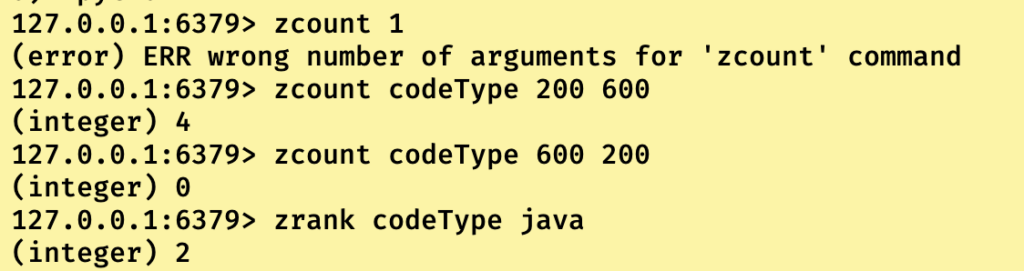 127.0.0.1:6379> zcount 1
(error) ERR wrong number of arguments for 'zcount' command
127.0.0.1:6379> zcount codeType 200 600
(integer) 4
127.0.0.1:6379> zcount codeType 600 200
(integer) 0
127.0.0.1:6379> zrank codeType java
(integer) 2